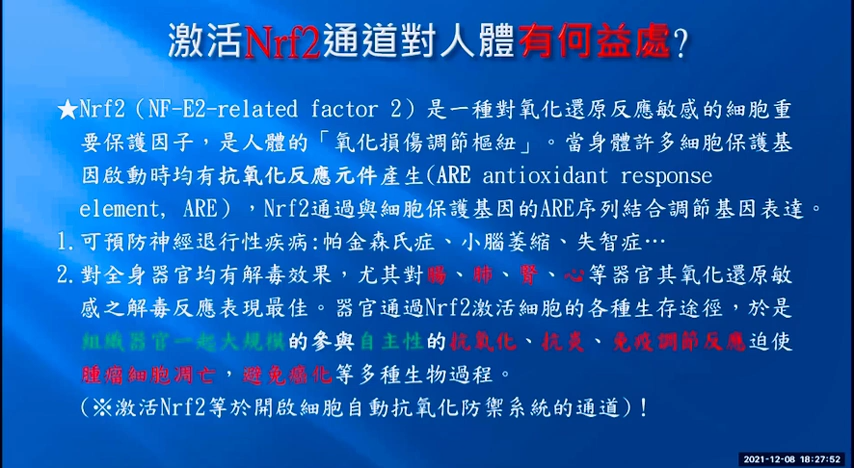 激活Nrf2通道對人體有何益處?
★Nrf2（NF-E2-related factor 2）是一種對氧化還原反應敏感的細胞重
要保護因子，是人體的「氧化損傷調節樞紐」。當身體許多細胞保護基
因啟動時均有抗氧化反應元件產生(ARE antioxidant response
element, ARE），Nrf2通過與細胞保護基因的ARE序列結合調節基因表達。
1. 可預防神經退行性疾病:帕金森氏症、小腦萎縮、失智症…
2. 對全身器官均有解毒效果，尤其對腸、肺、腎、心等器官其氧化還原敏
感之解毒反應表現最佳。器官通過Nrf2激活細胞的各種生存途徑，於是
組織器官一起大規模的參與自主性的抗氧化、抗炎、免疫調節反應迫使
腫瘤細胞凋亡，避免癌化等多種生物過程。
(※激活Nrf2等於開啟細胞自動抗氧化防禦系統的通道)！
2021-12-08 18:27:52